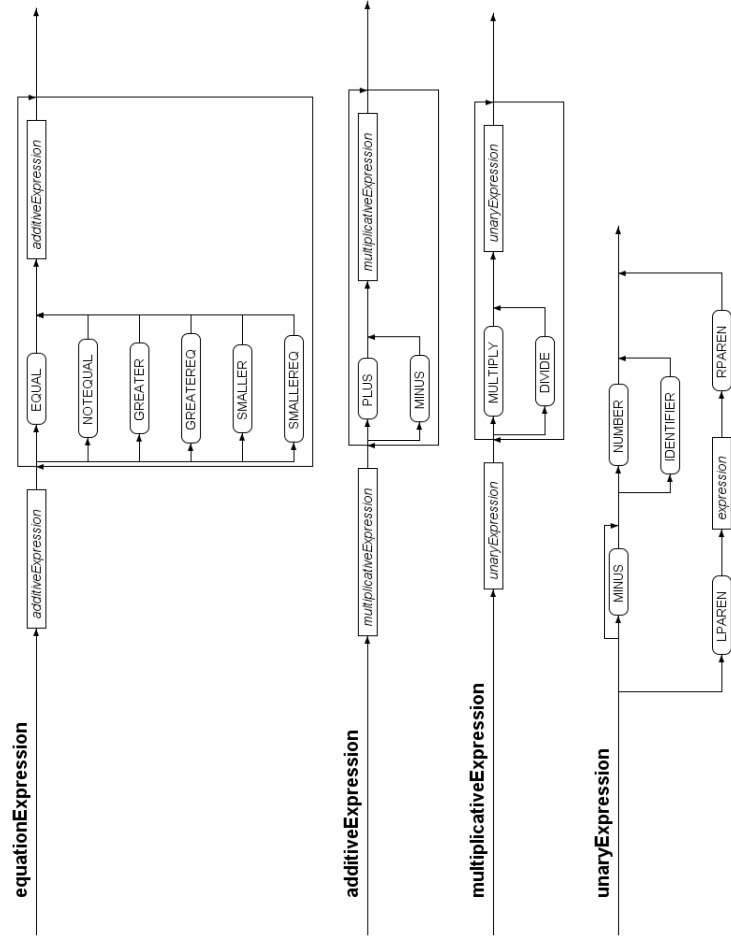 equationExpression
additiveExpression
EQUAL
additiveExpression
NOTEQUAL
GREATER
GREATEREQ
SMALLER
SMALLEREQ
additiveExpression
multiplicativeExpression
PLUS
multiplicativeExpression
MINUS
multiplicativeExpression
unaryExpression
MULTIPLY
unaryExpression
DIVIDE
unaryExpression
MINUS
NUMBER
IDENTIFIER
LPAREN
expression
RPAREN